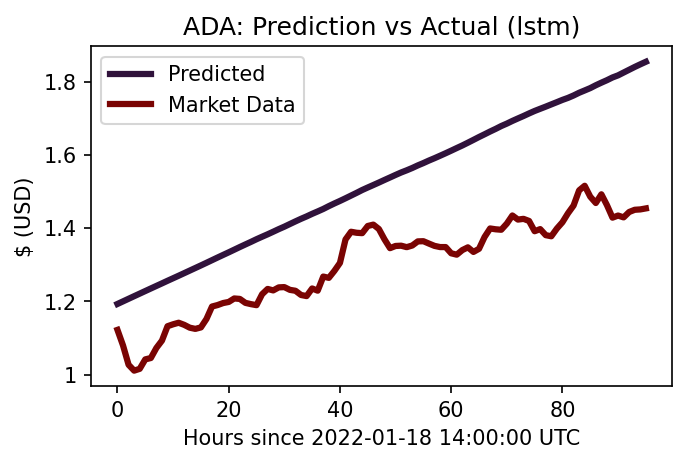 ADA: Prediction vs Actual (lstm)
Predicted
Market Data
$ (USD)
1.8
1.6
1.4
1.2
1
0 20 40 60 80
Hours since 2022-01-18 14:00:00 UTC